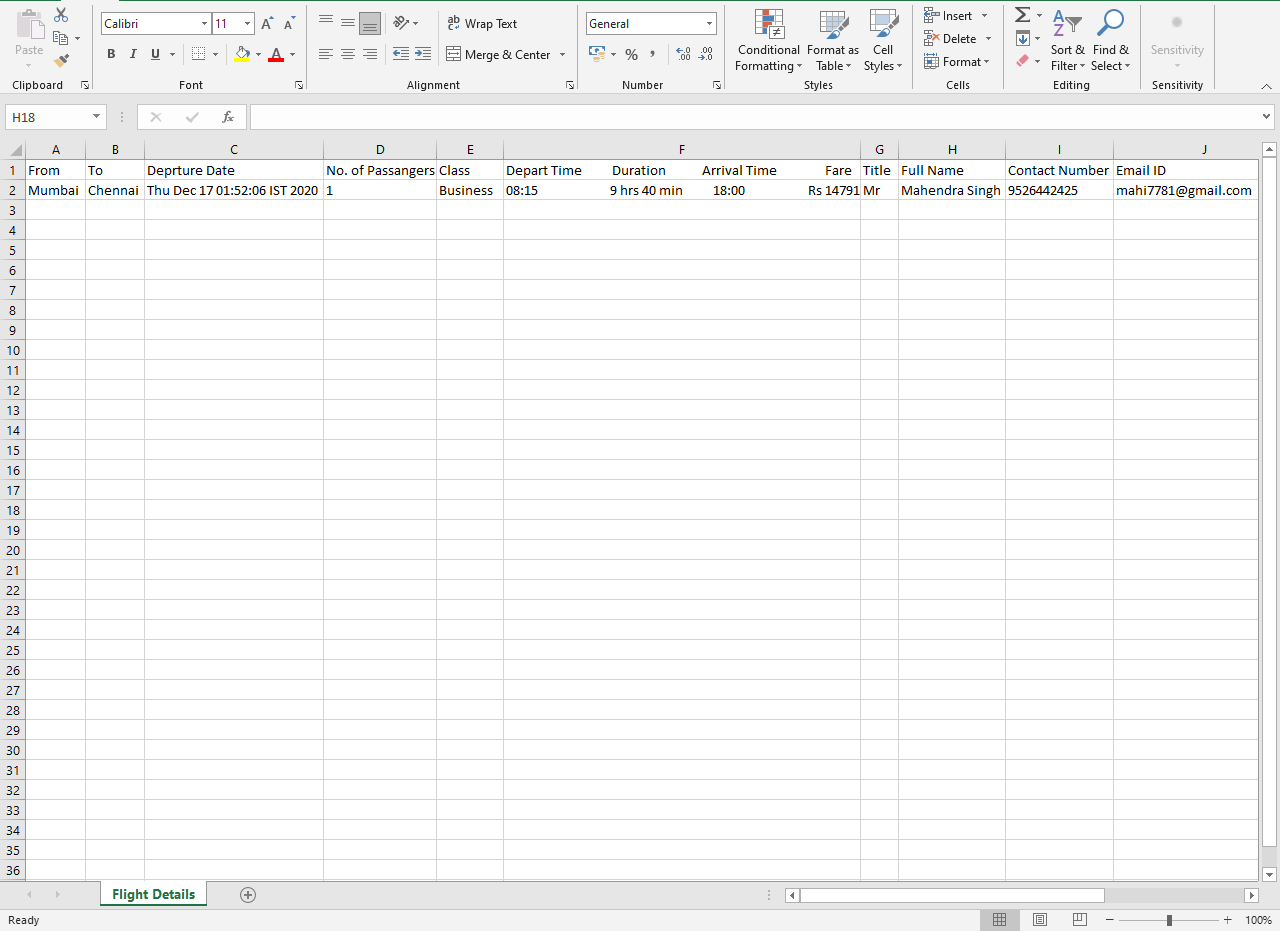 Paste
Clipboard
Calibri 11 A A
B I U A
Font
ab Wrap Text
Merge & Center
Alignment
General
% , .00 .00
Number
Conditional Formatting
Format as Table
Cell Styles
Styles
Insert
Delete
Format
Cells
Sort & Filter
Find & Select
Editing
Sensitivity
Sensitivity
H18 fx
A B C D E F G H I J
1 From To Deprture Date No. of Passangers Class Depart Time Duration Arrival Time Fare Title Full Name Contact Number Email ID
2 Mumbai Chennai Thu Dec 17 01:52:06 IST 2020 1 Business 08:15 9 hrs 40 min 18:00 Rs 14791 Mr Mahendra Singh 9526442425 mahi7781@gmail.com
3
4
5
6
7
8
9
10
11
12
13
14
15
16
17
18
19
20
21
22
23
24
25
26
27
28
29
30
31
32
33
34
35
36
Flight Details
Ready 100%